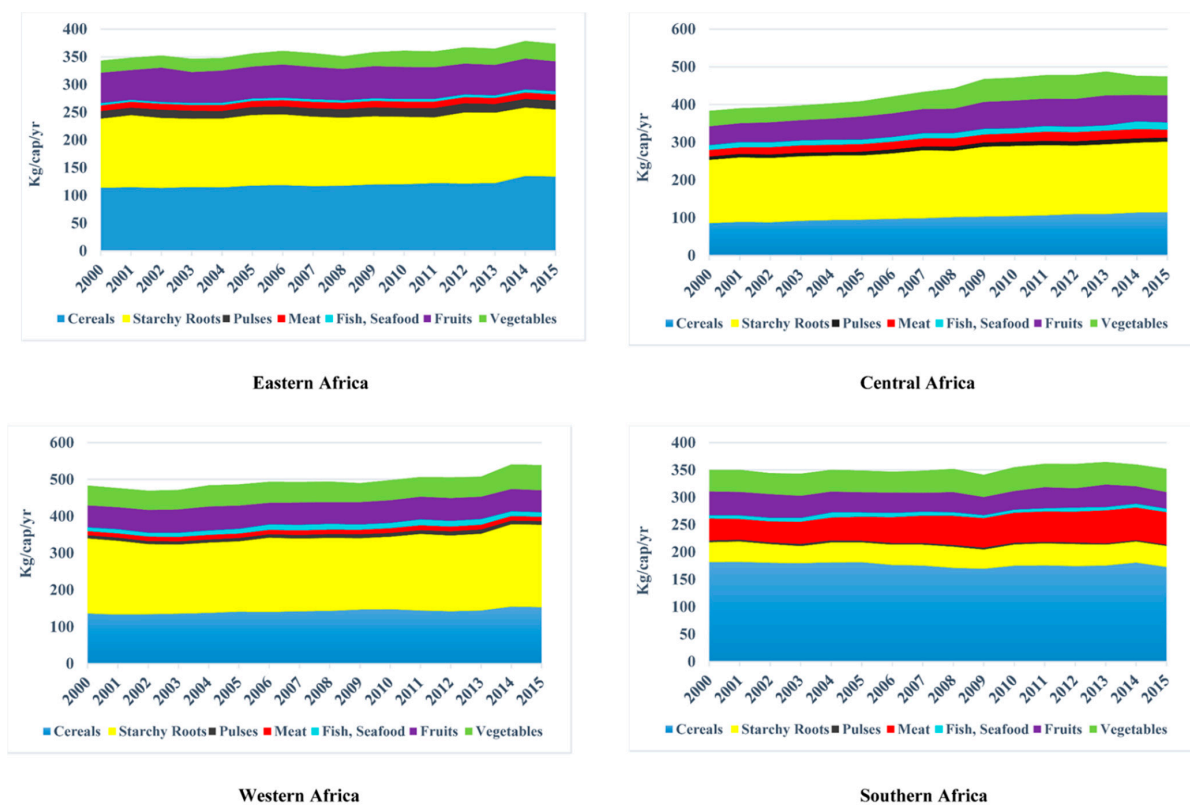 400
350
300
250
200
150
100
50
0
Kg/cap/yr
2000 2001 2002 2003 2004 2005 2006 2007 2008 2009 2010 2011 2012 2013 2014 2015
Cereals Starchy Roots Pulses Meat Fish, Seafood Fruits Vegetables
Eastern Africa
600
500
400
300
200
100
0
Kg/cap/yr
2000 2001 2002 2003 2004 2005 2006 2007 2008 2009 2010 2011 2012 2013 2014 2015
Cereals Starchy Roots Pulses Meat Fish, Seafood Fruits Vegetables
Central Africa
600
500
400
300
200
100
0
Kg/cap/yr
2000 2001 2002 2003 2004 2005 2006 2007 2008 2009 2010 2011 2012 2013 2014 2015
Cereals Starchy Roots Pulses Meat Fish, Seafood Fruits Vegetables
Western Africa
400
350
300
250
200
150
100
50
0
Kg/cap/yr
2000 2001 2002 2003 2004 2005 2006 2007 2008 2009 2010 2011 2012 2013 2014 2015
Cereals Starchy Roots Pulses Meat Fish, Seafood Fruits Vegetables
Southern Africa